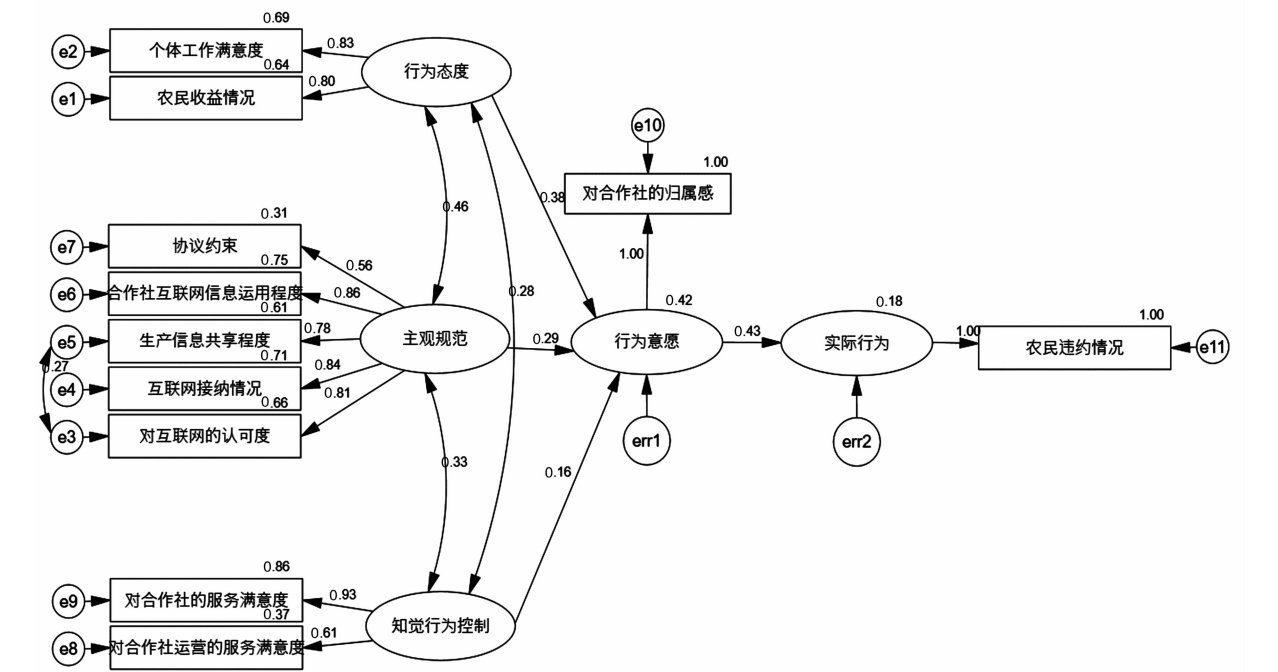 0.69
e2
个体工作满意度
0.83
0.64
e1
农民收益情况
0.80
行为态度
e10
1.00
对合作社的归属感
0.38
0.46
1.00
0.31
e7
协议约束
0.56
0.75
e6
合作社互联网信息运用程度
0.86
0.61
e5
生产信息共享程度
0.78
0.71
0.27
e4
互联网接纳情况
0.84
0.66
e3
对互联网的认可度
0.81
主观规范
0.28
0.29
0.42
行为意愿
0.43
0.18
实际行为
1.00
1.00
农民违约情况
e11
err1
err2
0.33
0.16
0.86
e9
对合作社的服务满意度
0.93
0.37
e8
对合作社运营的服务满意度
0.61
知觉行为控制